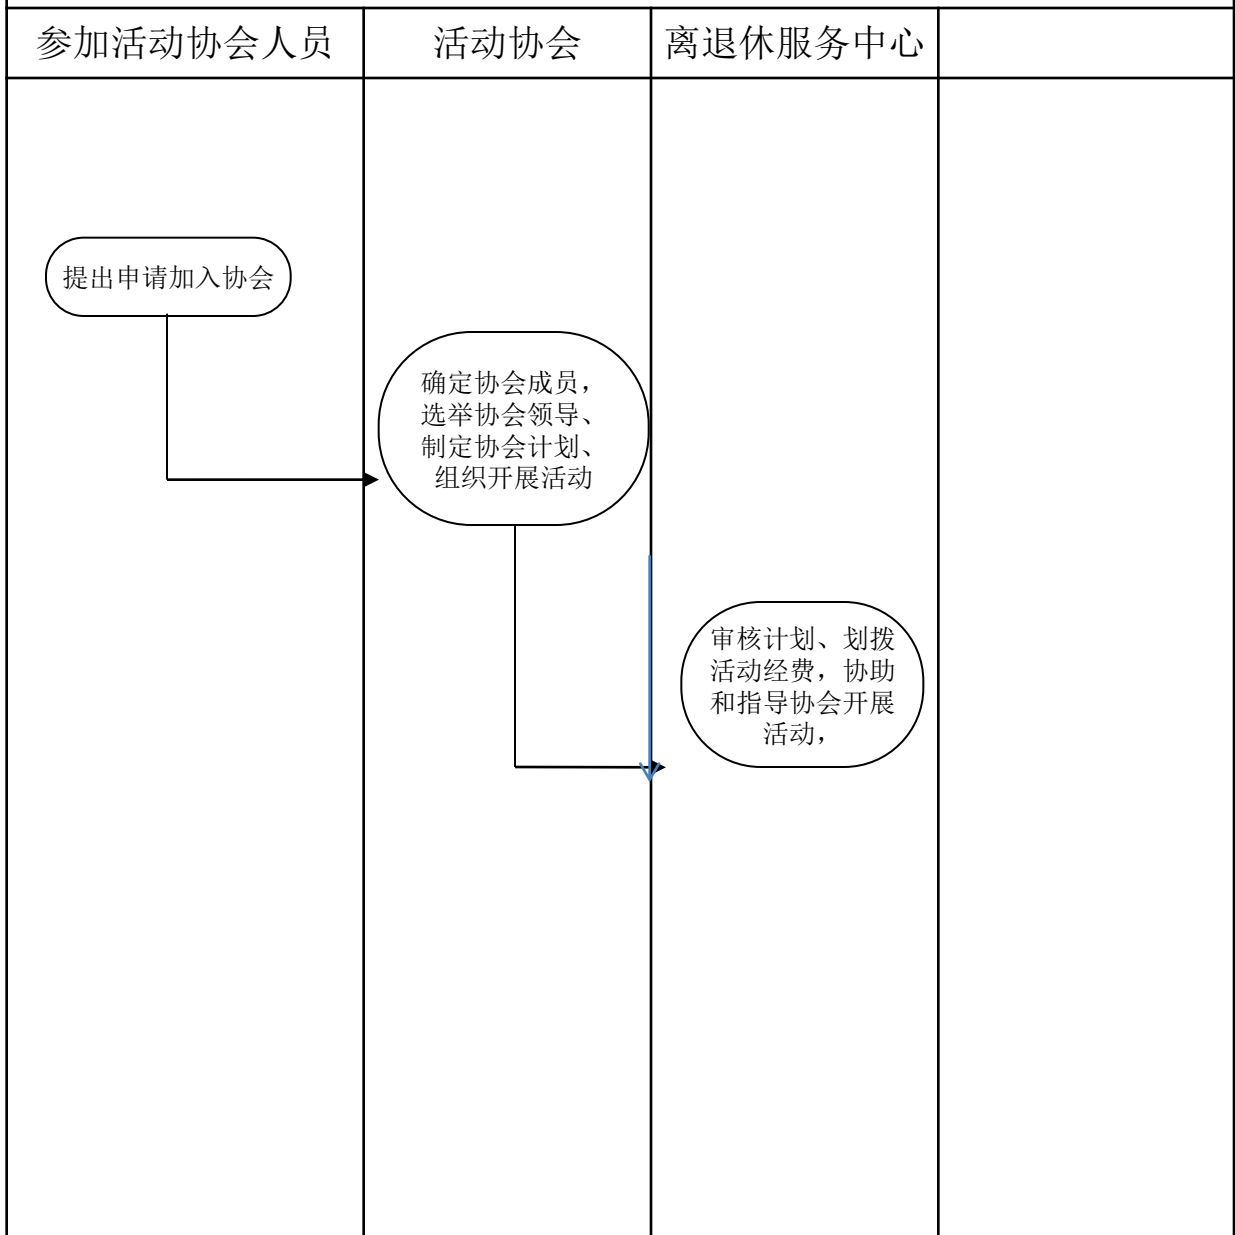 参加活动协会人员
活动协会
离退休服务中心
提出申请加入协会
确定协会成员，
选举协会领导、
制定协会计划、
组织开展活动
审核计划、划拨
活动经费，协助
和指导协会开展
活动，